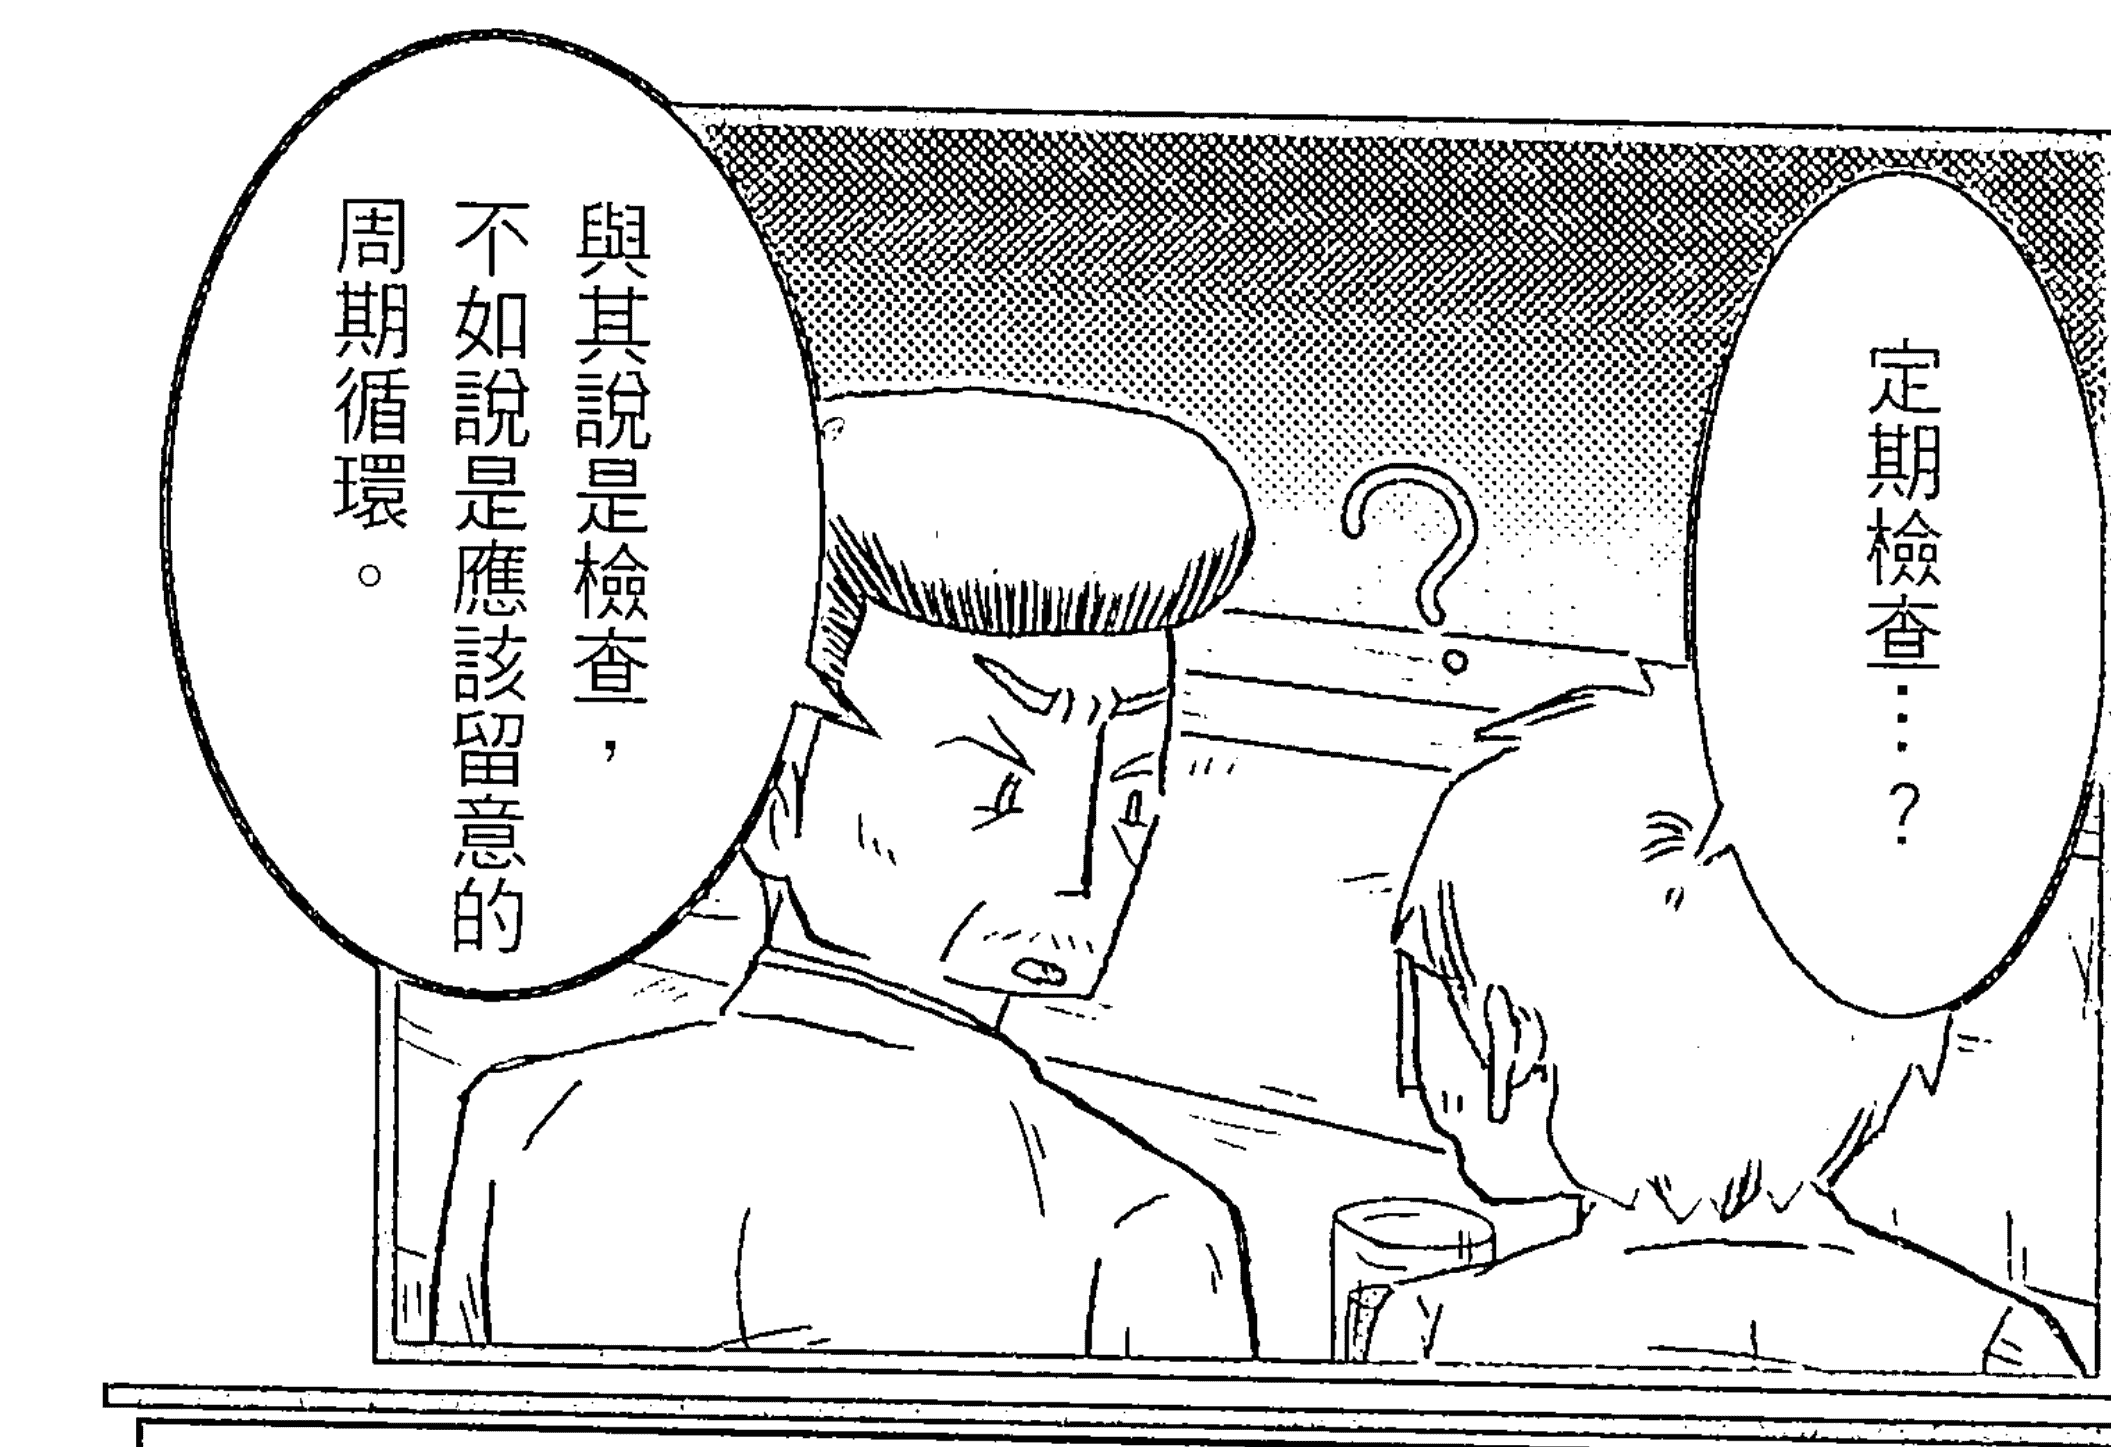 定期檢查…？
與其說是檢查，
不如說是應該留意的
周期循環。